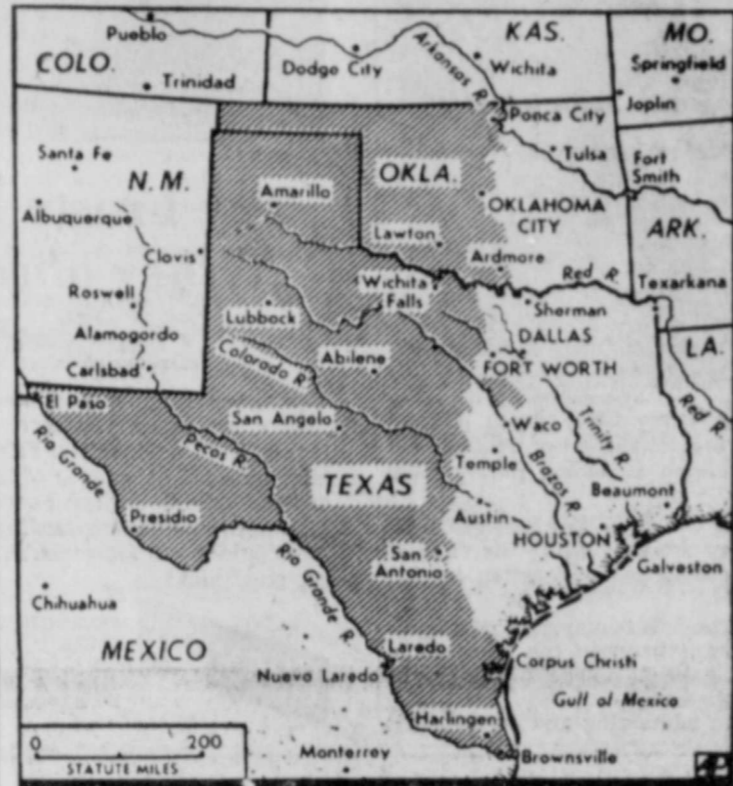 KAS.
MO.
Pueblo
COLO.
Dodge City
Arkansas R.
Wichita
Springfield
Trinidad
Joplin
Ponca City
Santa Fe
N. M.
OKLA.
Tulsa
Fort
Smith
Amarillo
Albuquerque
OKLAHOMA
CITY
ARK.
Lawton
Clovis
Ardmore
Red R.
Texarkana
Roswell
Wichita
Falls
Lubbock
Sherman
Alamogordo
DALLAS
LA.
Carlsbad
Colorado R.
Abilene
FORT WORTH
El Paso
San Angelo
Waco
Trinity R.
Red R.
Rio Grande
Pecos R.
TEXAS
Temple
Brazos R.
Beaumont
Presidio
Austin
HOUSTON
Rio Grande R.
San
Antonio
Galveston
Chihuahua
MEXICO
Laredo
Nuevo Laredo
Corpus Christi
Gulf of Mexico
Harlingen
0 200
STATUTE MILES
Monterrey
Brownsville
AP